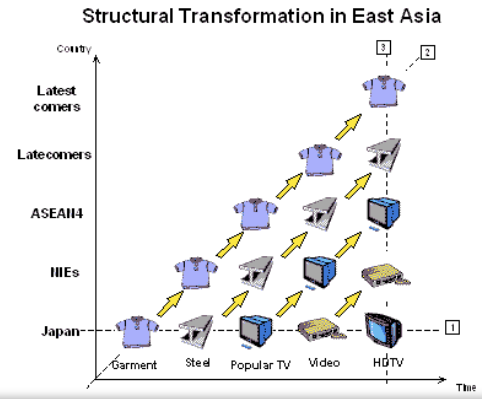 Structural Transformation in East Asia
Country
3
2
Latest
comers
Latecomers
ASEAN4
NIEs
Japan
1
Garment
Steel
Popular TV
Video
HDTV
Time